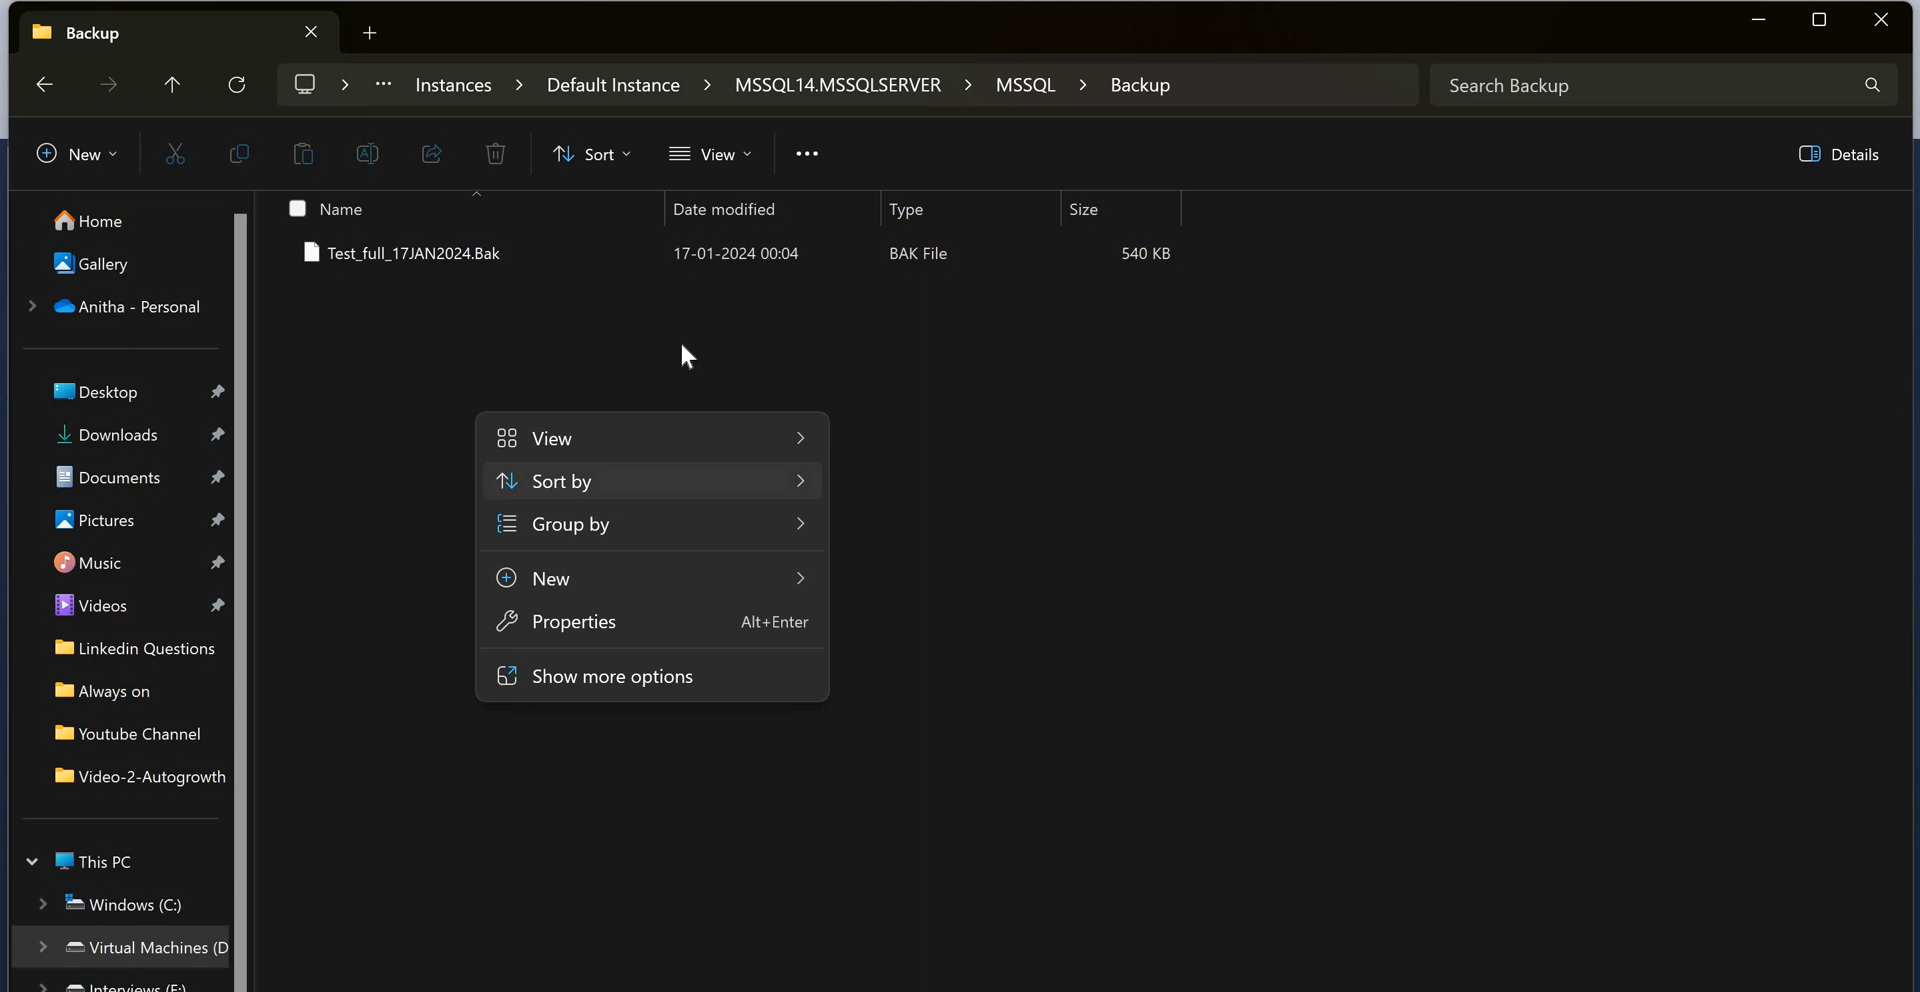 Backup
Instances > Default Instance > MSSQL14.MSSQLSERVER > MSSQL > Backup
Search Backup
New
Sort
View
Details
Name
Date modified
Type
Size
Test_full_17JAN2024.Bak
17-01-2024 00:04
BAK File
540 KB
Home
Gallery
Anitha - Personal
Desktop
Downloads
Documents
Pictures
Music
Videos
Linkedin Questions
Always on
Youtube Channel
Video-2-Autogrowth
This PC
Windows (C:)
Virtual Machines (D
Interviews (F:)
View
Sort by
Group by
New
Properties Alt+Enter
Show more options